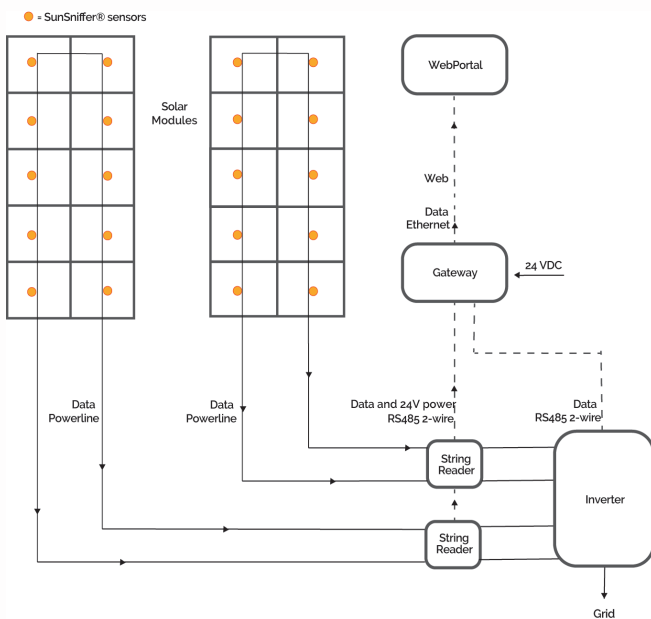 = SunSniffer® sensors
WebPortal
Solar
Modules
Web
Data
Ethernet
Gateway
24 VDC
Data
Powerline
Data
Powerline
Data and 24V power
RS485 2-wire
Data
RS485 2-wire
String
Reader
Inverter
String
Reader
Grid